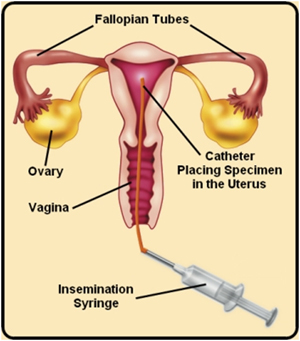 Fallopian Tubes
Ovary
Catheter
Placing Specimen
in the Uterus
Vagina
Insemination
Syringe